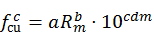 f_{cu}^{c} = aR_{m}^{b} · 10^{cdm}